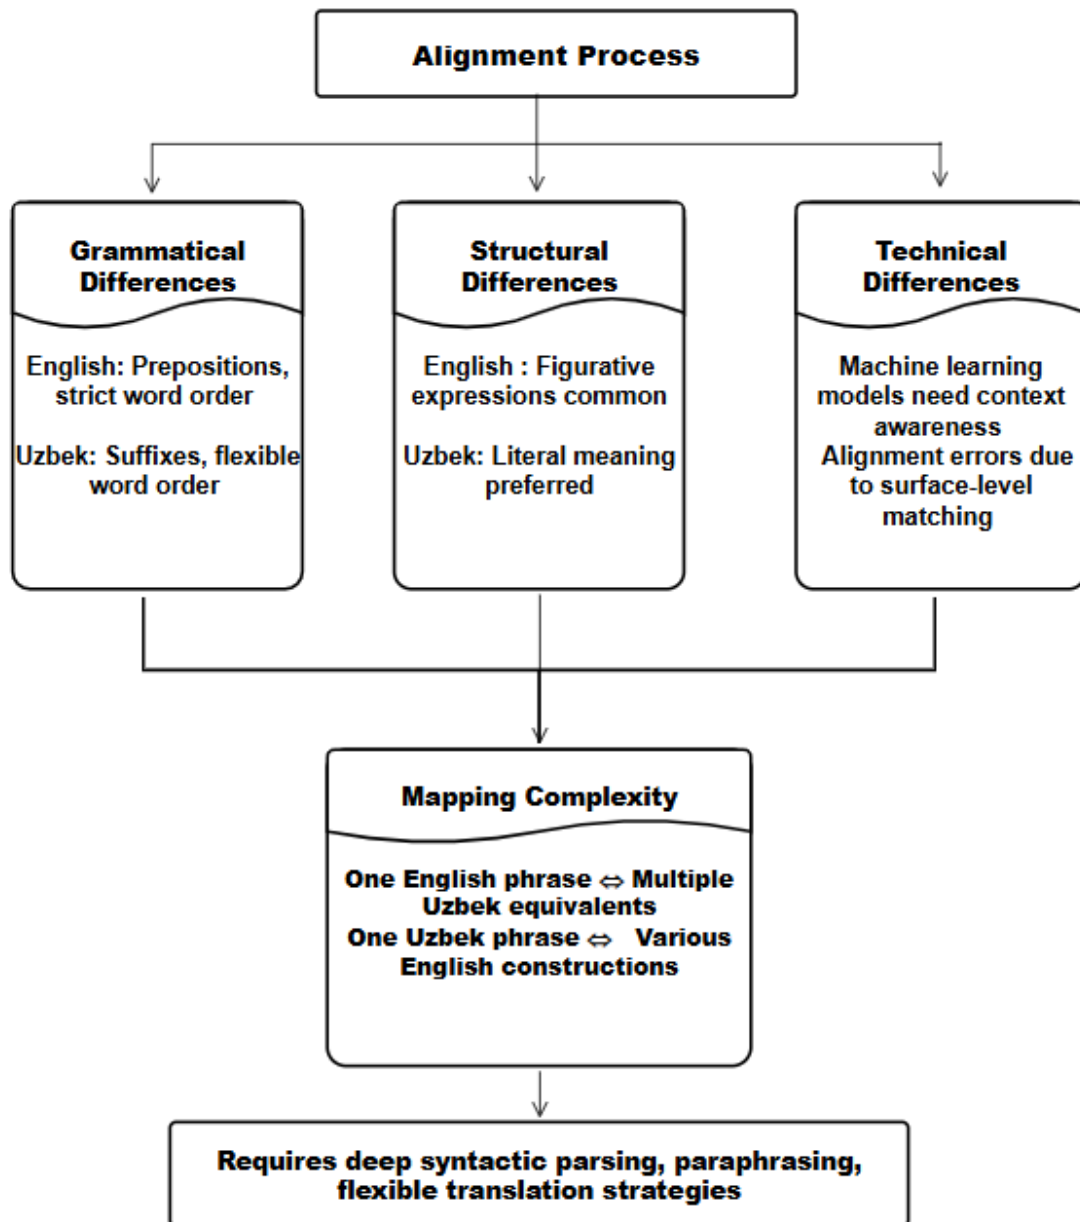 Alignment Process
Grammatical
Differences
English: Prepositions,
strict word order
Uzbek: Suffixes, flexible
word order
Structural
Differences
English : Figurative
expressions common
Uzbek: Literal meaning
preferred
Technical
Differences
Machine learning
models need context
awareness
Alignment errors due
to surface-level
matching
Mapping Complexity
One English phrase ⇔ Multiple
Uzbek equivalents
One Uzbek phrase ⇔ Various
English constructions
Requires deep syntactic parsing, paraphrasing,
flexible translation strategies